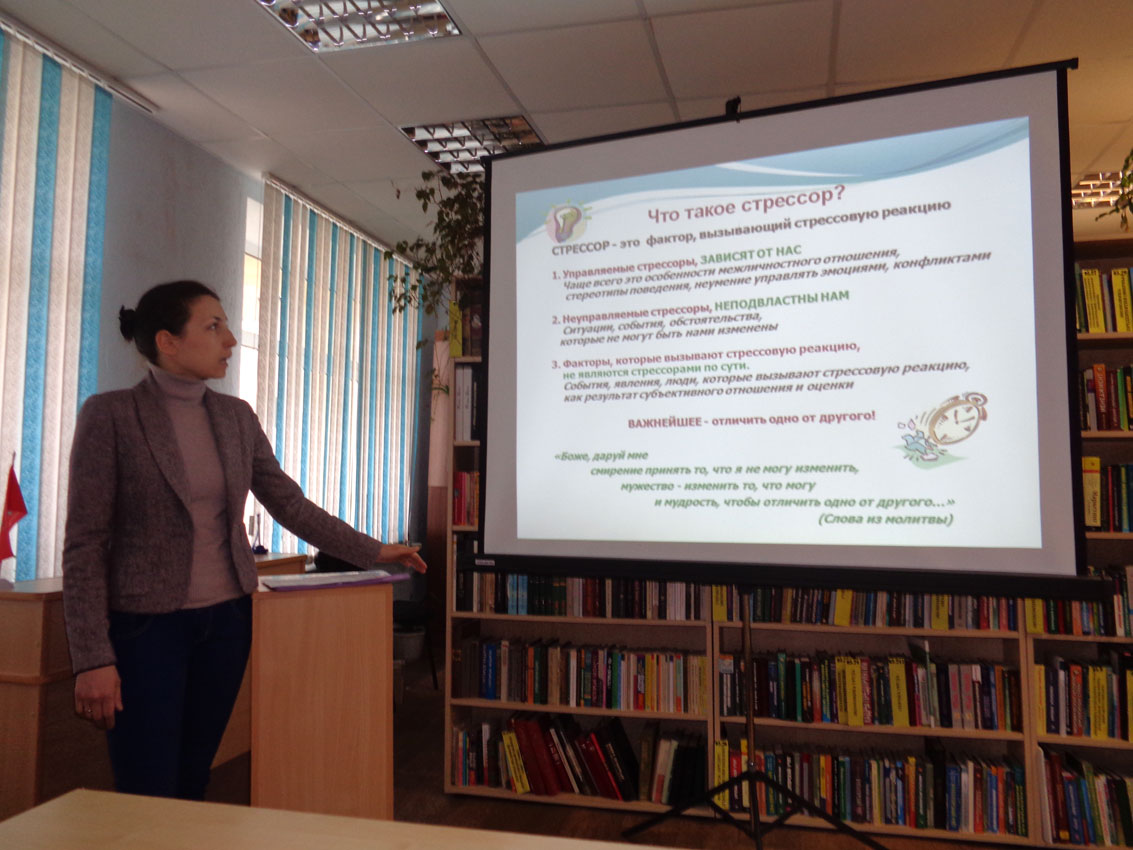 Что такое стрессор?
СТРЕССОР - это фактор, вызывающий стрессовую реакцию
1. Управляемые стрессоры, ЗАВИСЯТ ОТ НАС
Чаще всего это особенности межличностного отношения,
стереотипы поведения, неумение управлять эмоциями, конфликтами
2. Неуправляемые стрессоры, НЕПОДВЛАСТНЫ НАМ
Ситуации, события, обстоятельства,
которые не могут быть нами изменены
3. Факторы, которые вызывают стрессовую реакцию,
не являются стрессорами по сути.
События, явления, люди, которые вызывают стрессовую реакцию,
как результат субъективного отношения и оценки
ВАЖНЕЙШЕЕ - отличить одно от другого!
«Боже, даруй мне
смирение принять то, что я не могу изменить,
мужество - изменить то, что могу
и мудрость, чтобы отличить одно от другого...»
(Слова из молитвы)